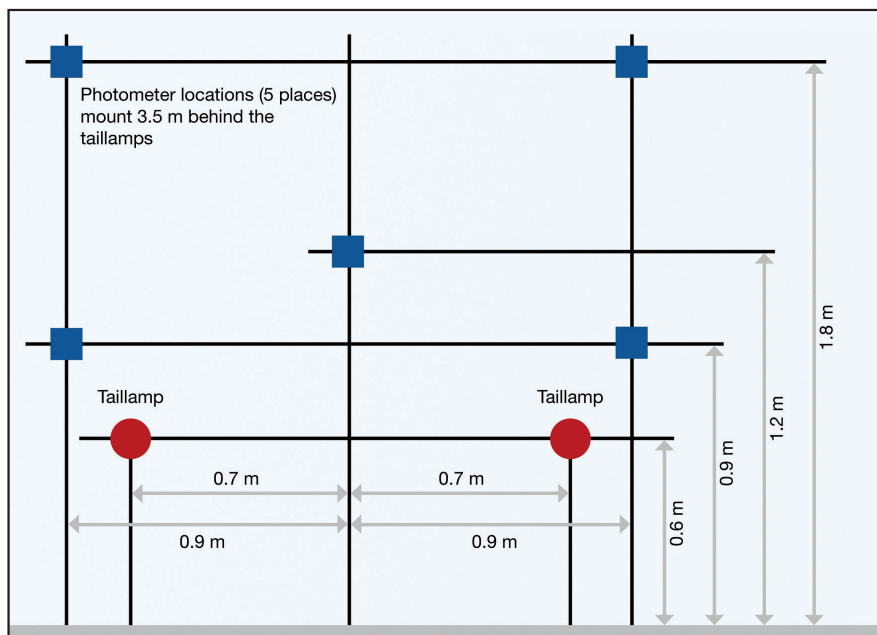 Photometer locations (5 places)
mount 3.5 m behind the
taillamps
Taillamp
Taillamp
0.7 m
0.7 m
0.9 m
0.9 m
0.6 m
0.9 m
1.2 m
1.8 m